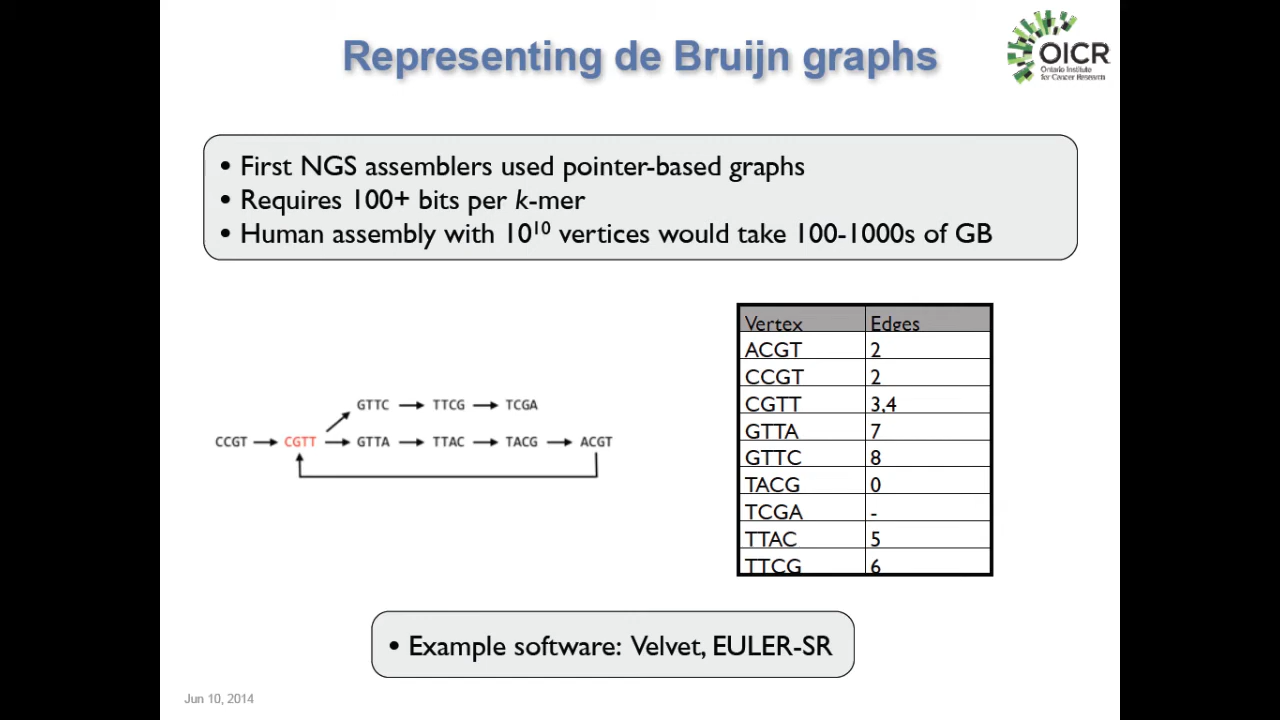 Representing de Bruijn graphs
OICR
Ontario Institute
for Cancer Research
• First NGS assemblers used pointer-based graphs
• Requires 100+ bits per k-mer
• Human assembly with 10¹⁰ vertices would take 100-1000s of GB
GTTC TTCG TCGA
CCGT CGTT GTTA TTAC TACG ACGT
Vertex Edges
ACGT 2
CCGT 2
CGTT 3,4
GTTA 7
GTTC 8
TACG 0
TCGA -
TTAC 5
TTCG 6
• Example software: Velvet, EULER-SR
Jun 10, 2014